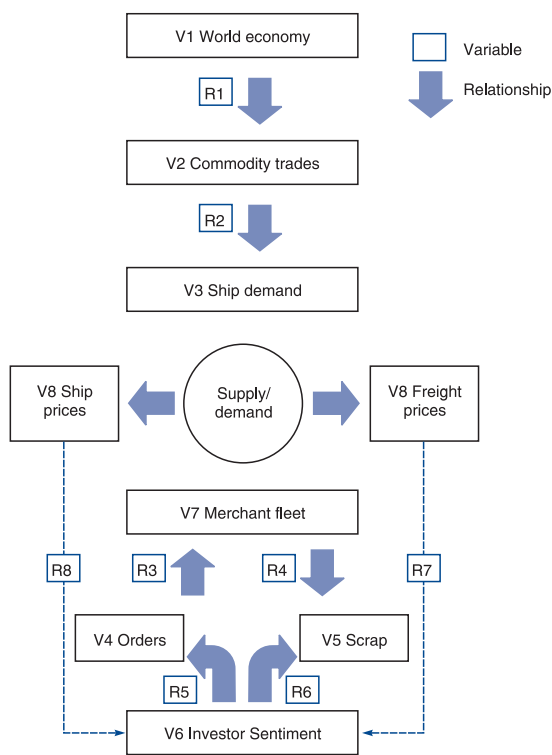 V1 World economy
Variable
R1
Relationship
V2 Commodity trades
R2
V3 Ship demand
V8 Ship
prices
Supply/
demand
V8 Freight
prices
V7 Merchant fleet
R8
R3
R4
R7
V4 Orders
V5 Scrap
R5
R6
V6 Investor Sentiment